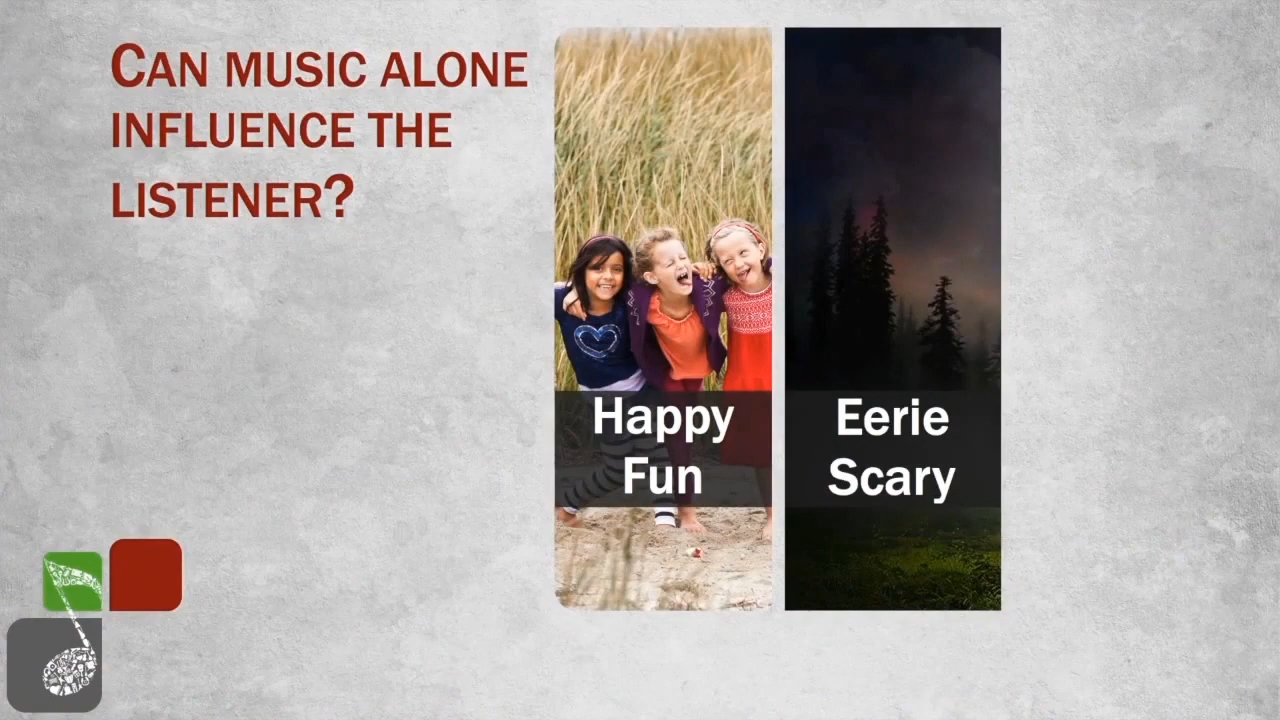 CAN MUSIC ALONE
INFLUENCE THE
LISTENER?
Happy
Fun
Eerie
Scary